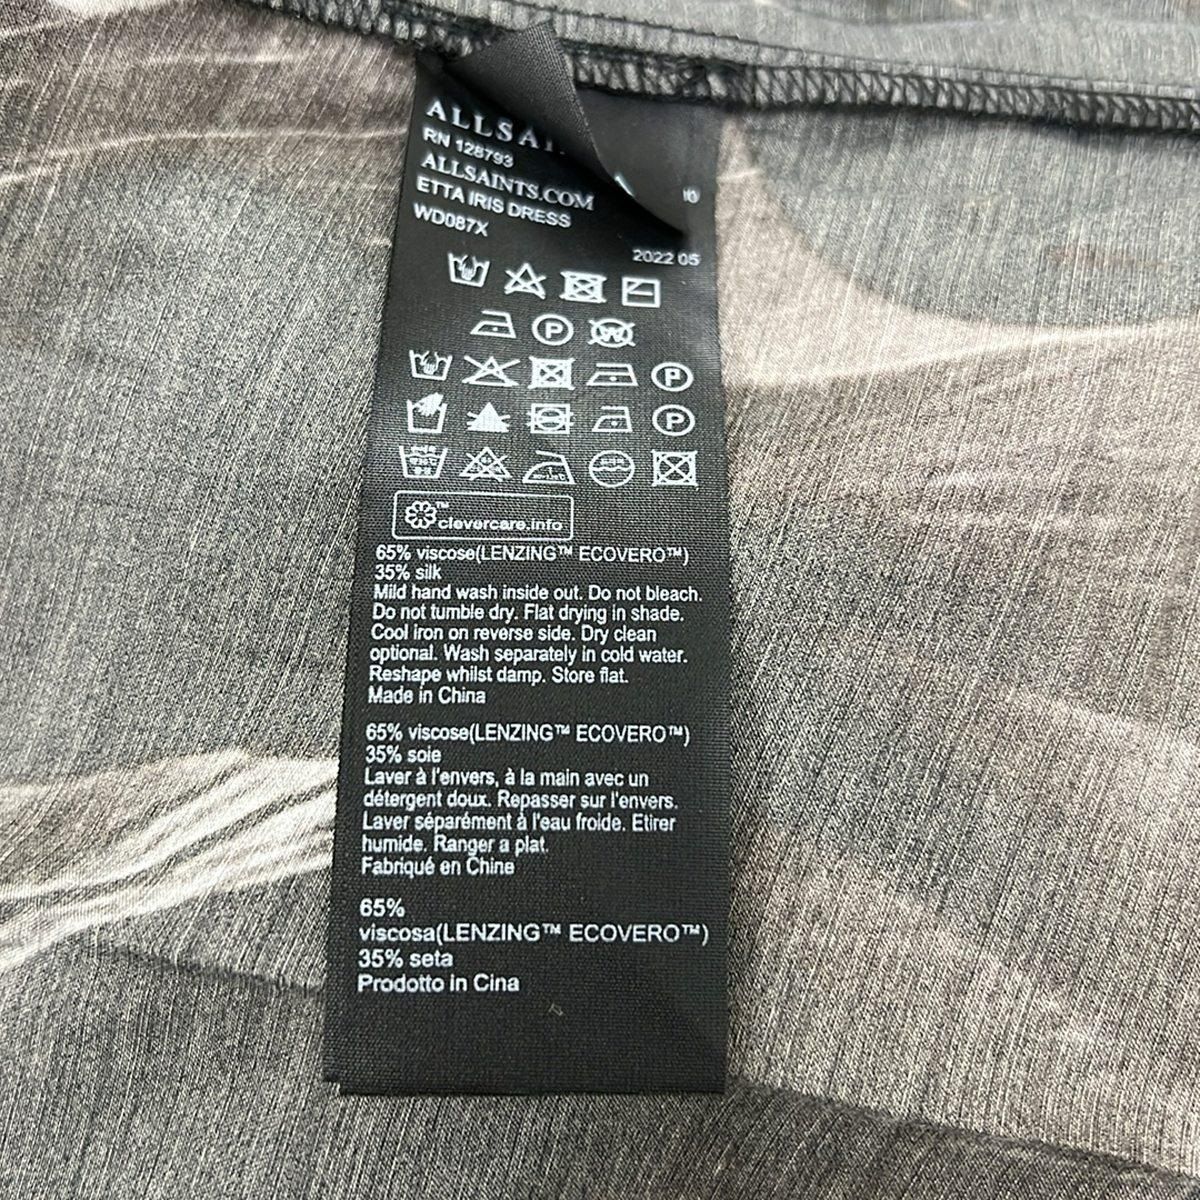 RN 128793
ALLSAINTS.COM
ETTA IRIS DRESS
WD087X
2022 05
P
W
P
P
clevercare.info
65% viscose(LENZING™ ECOVERO™)
35% silk
Mild hand wash inside out. Do not bleach.
Do not tumble dry. Flat drying in shade.
Cool iron on reverse side. Dry clean
optional. Wash separately in cold water.
Reshape whilst damp. Store flat.
Made in China
65% viscose(LENZING™ ECOVERO™)
35% soie
Laver à l'envers, à la main avec un
détergent doux. Repasser sur l'envers.
Laver séparément à l'eau froide. Etirer
humide. Ranger a plat.
Fabriqué en Chine
65%
viscosa(LENZING™ ECOVERO™)
35% seta
Prodotto in Cina